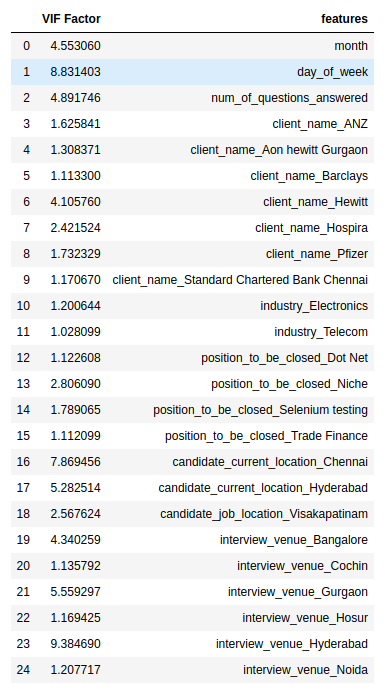 VIF Factor features
0 4.553060 month
1 8.831403 day_of_week
2 4.891746 num_of_questions_answered
3 1.625841 client_name_ANZ
4 1.308371 client_name_Aon hewitt Gurgaon
5 1.113300 client_name_Barclays
6 4.105760 client_name_Hewitt
7 2.421524 client_name_Hospira
8 1.732329 client_name_Pfizer
9 1.170670 client_name_Standard Chartered Bank Chennai
10 1.200644 industry_Electronics
11 1.028099 industry_Telecom
12 1.122608 position_to_be_closed_Dot Net
13 2.806090 position_to_be_closed_Niche
14 1.789065 position_to_be_closed_Selenium testing
15 1.112099 position_to_be_closed_Trade Finance
16 7.869456 candidate_current_location_Chennai
17 5.282514 candidate_current_location_Hyderabad
18 2.567624 candidate_job_location_Visakapatinam
19 4.340259 interview_venue_Bangalore
20 1.135792 interview_venue_Cochin
21 5.559297 interview_venue_Gurgaon
22 1.169425 interview_venue_Hosur
23 9.384690 interview_venue_Hyderabad
24 1.207717 interview_venue_Noida